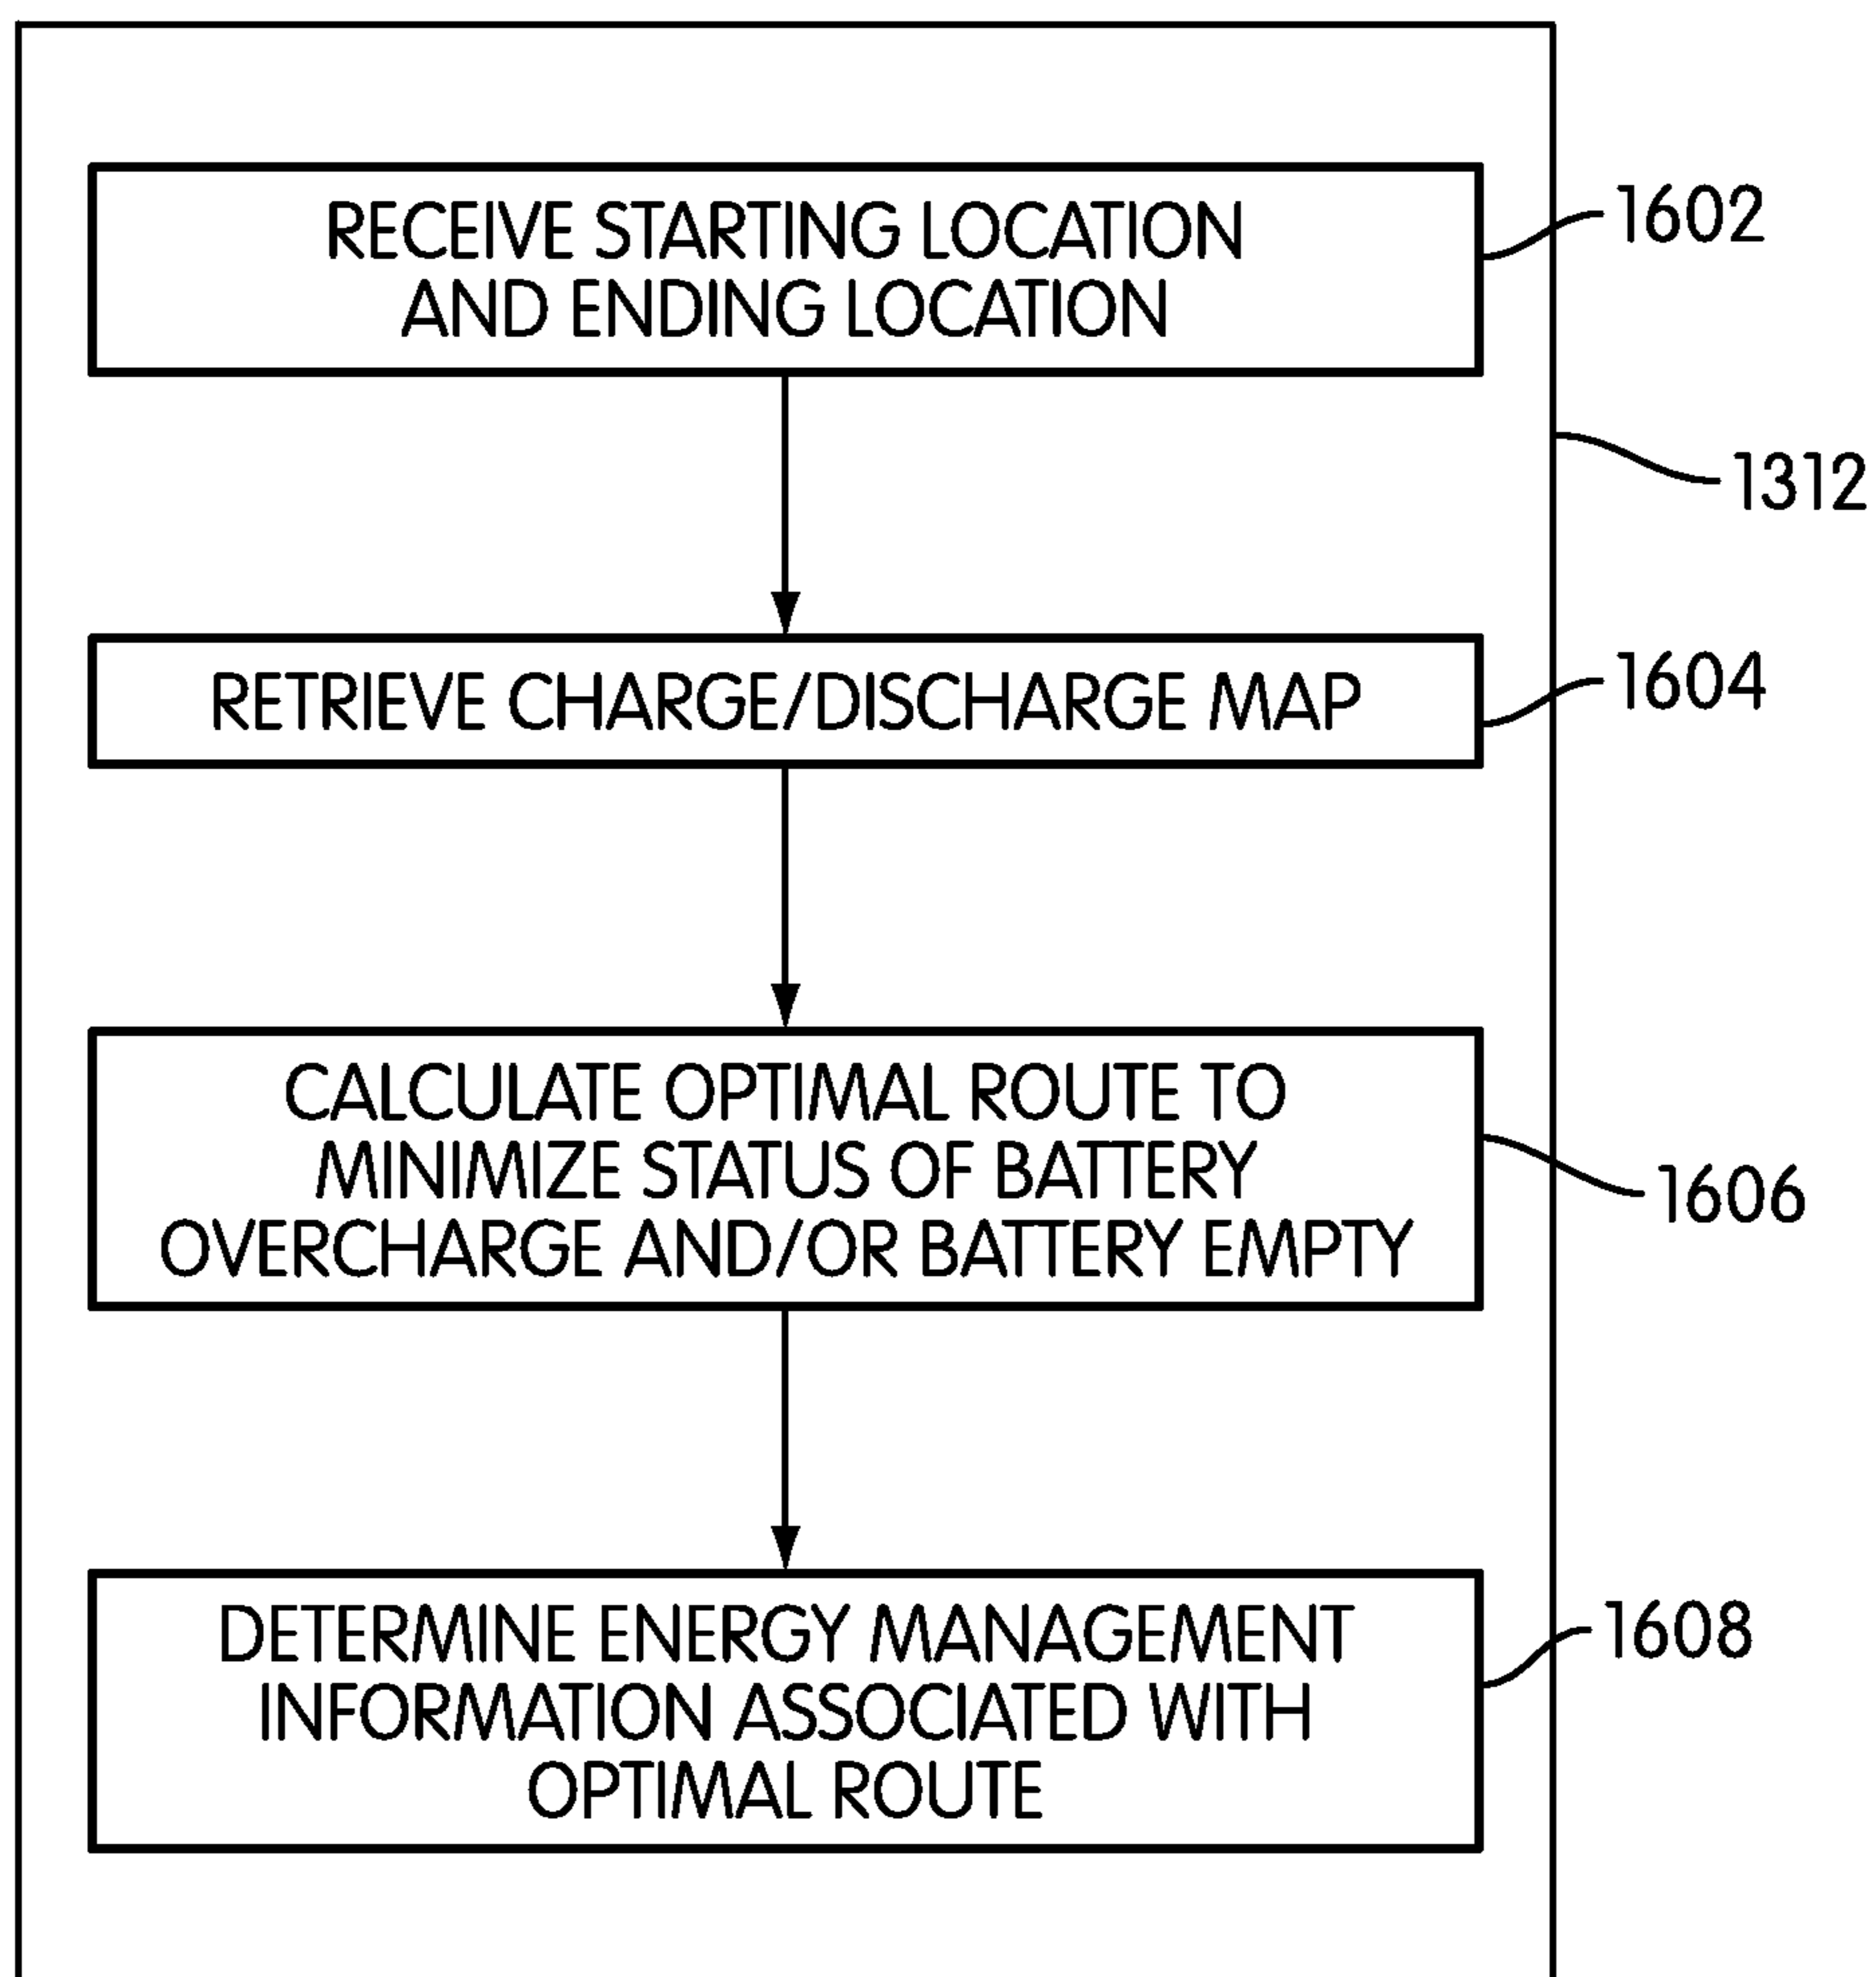 RECEIVE STARTING LOCATION
AND ENDING LOCATION
1602
1312
RETRIEVE CHARGE/DISCHARGE MAP
1604
CALCULATE OPTIMAL ROUTE TO
MINIMIZE STATUS OF BATTERY
OVERCHARGE AND/OR BATTERY EMPTY
1606
DETERMINE ENERGY MANAGEMENT
INFORMATION ASSOCIATED WITH
OPTIMAL ROUTE
1608